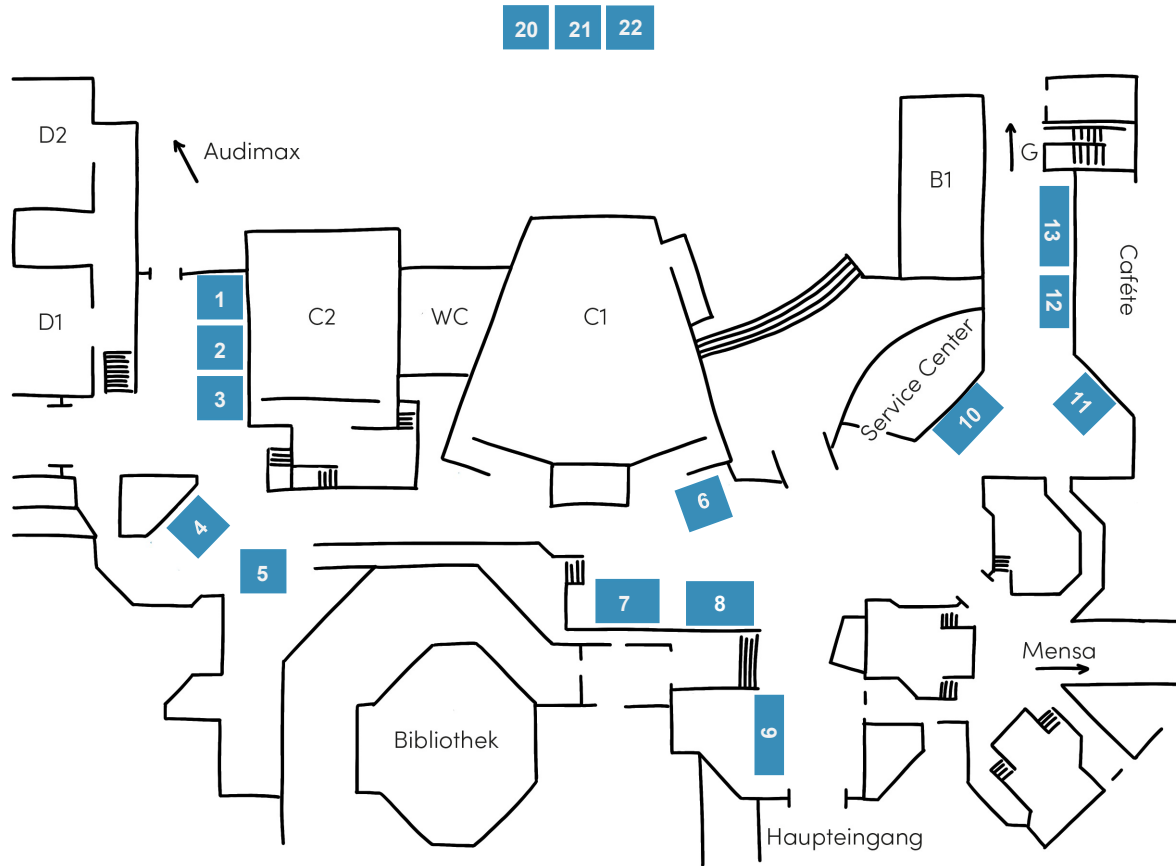 20 21 22
D2
Audimax
G
B1
13
Caféte
1
12
D1
C2
WC
C1
2
Service Center
3
11
10
6
4
5
7
8
Mensa
9
Bibliothek
Haupteingang